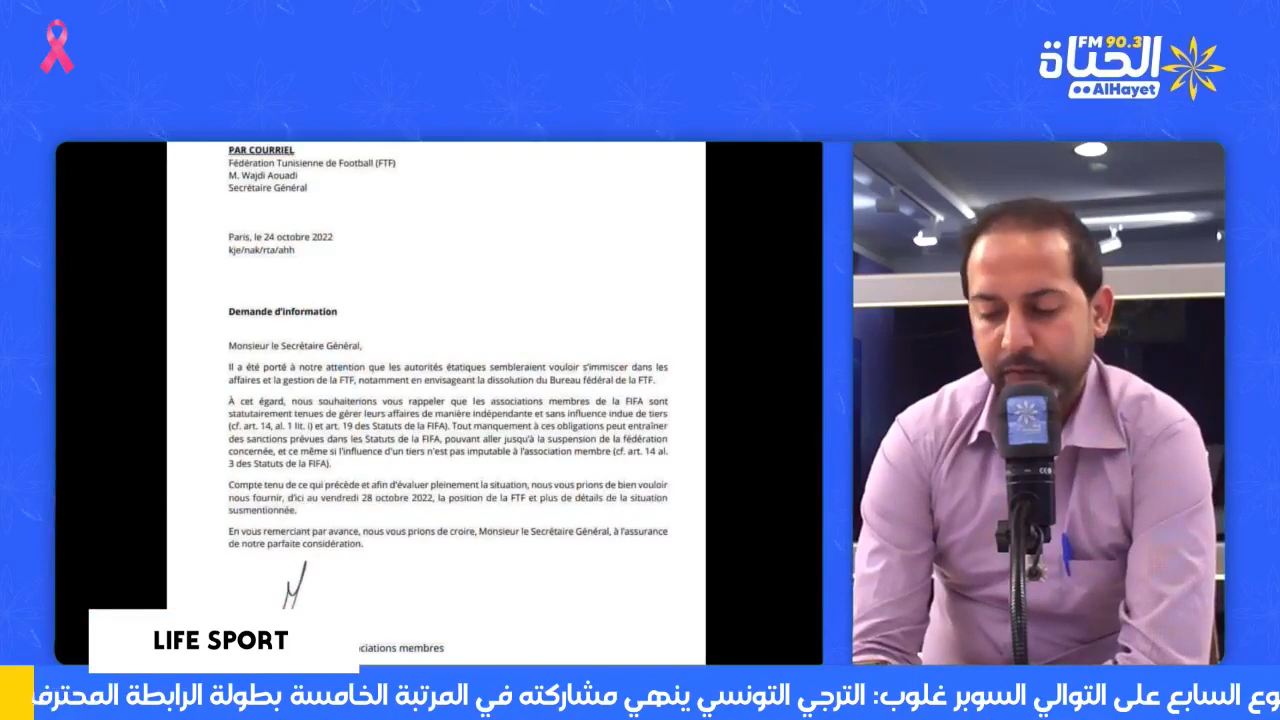 FM 90.3
الحياة
AlHayet
PAR COURRIEL
Fédération Tunisienne de Football (FTF)
M. Wajdi Aouadi
Secrétaire Général
Paris, le 24 octobre 2022
kje/nak/rta/ahh
Demande d'information
Monsieur le Secrétaire Général,
Il a été porté à notre attention que les autorités étatiques sembleraient vouloir s'immiscer dans les
affaires et la gestion de la FTF, notamment en envisageant la dissolution du Bureau fédéral de la FTF.
À cet égard, nous souhaiterions vous rappeler que les associations membres de la FIFA sont
statutairement tenues de gérer leurs affaires de manière indépendante et sans influence indue de tiers
(cf. art. 14, al. 1 lit. i) et art. 19 des Statuts de la FIFA). Tout manquement à ces obligations peut entraîner
des sanctions prévues dans les Statuts de la FIFA, pouvant aller jusqu'à la suspension de la fédération
concernée, et ce même si l'influence d'un tiers n'est pas imputable à l'association membre (cf. art. 14 al.
3 des Statuts de la FIFA).
Compte tenu de ce qui précède et afin d'évaluer pleinement la situation, nous vous prions de bien vouloir
nous fournir, d'ici au vendredi 28 octobre 2022, la position de la FTF et plus de détails de la situation
susmentionnée.
En vous remerciant par avance, nous vous prions de croire, Monsieur le Secrétaire Général, à l'assurance
de notre parfaite considération.
ciations membres
LIFE SPORT
وع السابع على التوالي السوبر غلوب: الترجي التونسي ينهي مشاركته في المرتبة الخامسة بطولة الرابطة المحترف